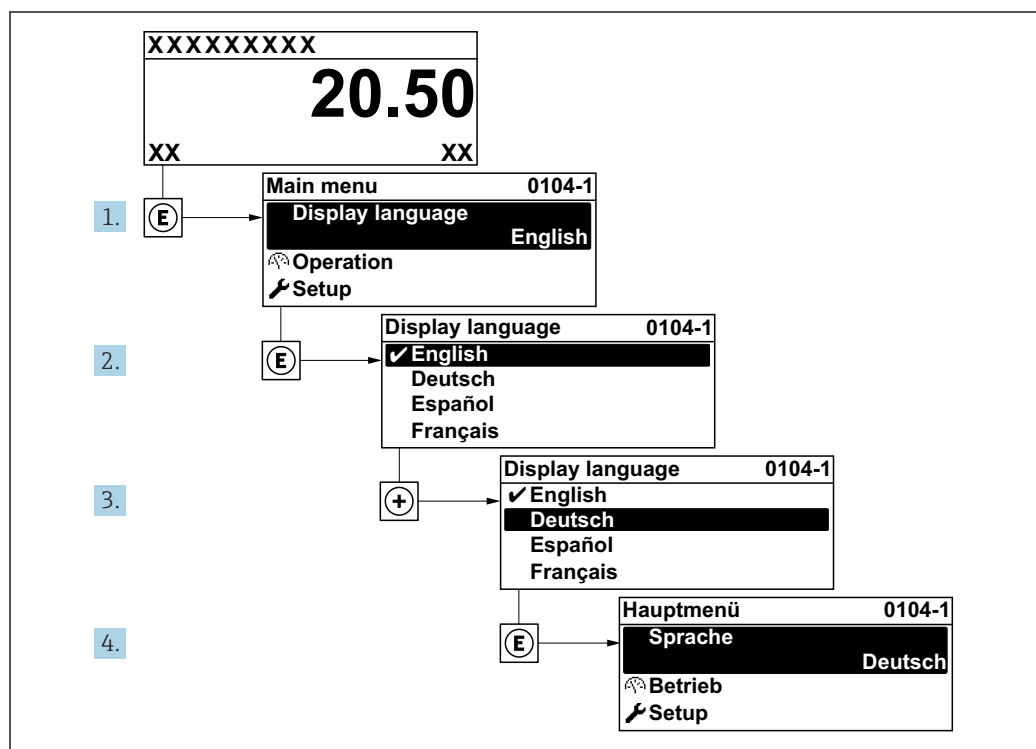 XXXXXXXXX
20.50
XX XX
1. E
Main menu 0104-1
Display language
English
Operation
Setup
2. E
Display language 0104-1
✔ English
Deutsch
Español
Français
3. +
Display language 0104-1
✔ English
Deutsch
Español
Français
4. E
Hauptmenü 0104-1
Sprache
Deutsch
Betrieb
Setup